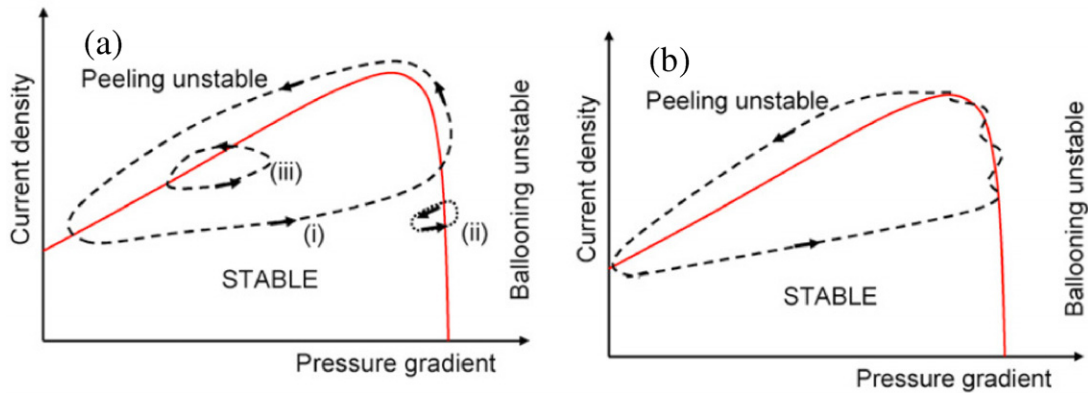 (a)
Peeling unstable
Current density
(iii)
(i)
(ii)
STABLE
Ballooning unstable
Pressure gradient
(b)
Peeling unstable
Current density
STABLE
Ballooning unstable
Pressure gradient